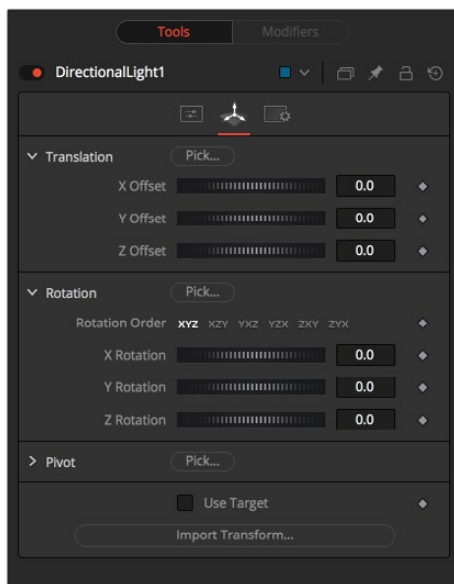 Tools Modifiers
DirectionalLight1
Translation Pick...
X Offset 0.0
Y Offset 0.0
Z Offset 0.0
Rotation Pick...
Rotation Order XYZ XZY YXZ YZX ZXY ZYX
X Rotation 0.0
Y Rotation 0.0
Z Rotation 0.0
Pivot Pick...
Use Target
Import Transform...